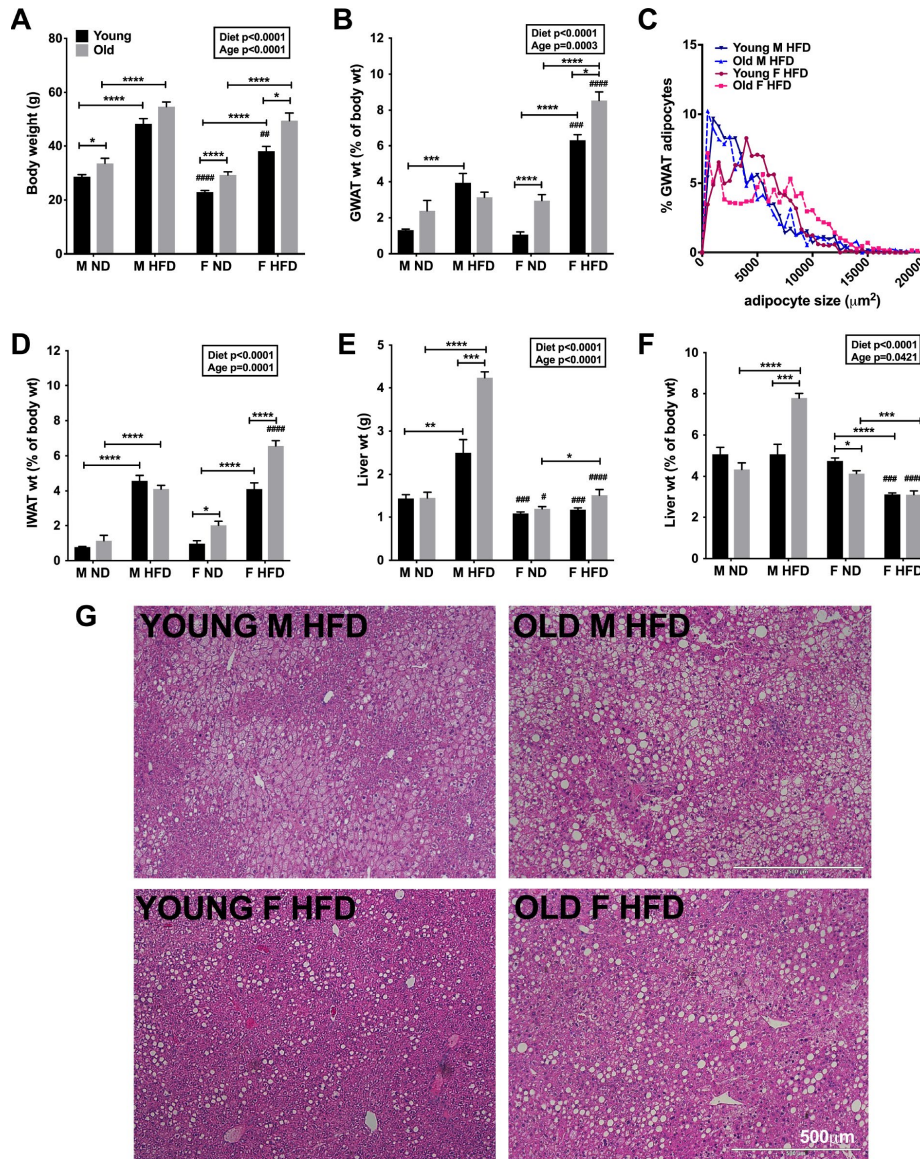 A
Young
Old
Diet p<0.0001
Age p<0.0001
Body weight (g)
80
60
40
20
0
*
****
****
####
****
****
****
##
*
M ND
M HFD
F ND
F HFD
B
Diet p<0.0001
Age p=0.0003
GWAT wt (% of body wt)
12
10
8
6
4
2
0
***
****
****
****
*
###
####
M ND
M HFD
F ND
F HFD
C
Young M HFD
Old M HFD
Young F HFD
Old F HFD
% GWAT adipocytes
15
10
5
0
0
5000
10000
15000
20000
adipocyte size (μm²)
D
Diet p<0.0001
Age p=0.0001
IWAT wt (% of body wt)
12
10
8
6
4
2
0
****
****
*
****
****
####
M ND
M HFD
F ND
F HFD
E
Diet p<0.0001
Age p<0.0001
Liver wt (g)
5
4
3
2
1
0
**
****
***
###
#
*
###
####
M ND
M HFD
F ND
F HFD
F
Diet p<0.0001
Age p=0.0421
Liver wt (% of body wt)
10
8
6
4
2
0
****
***
*
****
***
###
####
M ND
M HFD
F ND
F HFD
G
YOUNG M HFD
OLD M HFD
YOUNG F HFD
OLD F HFD
500μm